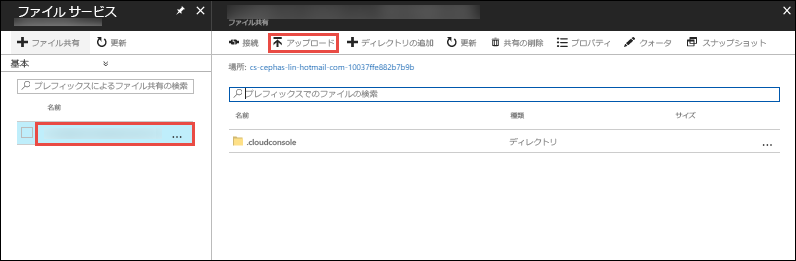 ファイル サービス
ファイル共有
更新
基本
プレフィックスによるファイル共有の検索
名前
...
ファイル共有
接続
アップロード
ディレクトリの追加
更新
共有の削除
プロパティ
クォータ
スナップショット
場所: cs-cephas-lin-hotmail-com-10037ffe882b7b9b
プレフィックスでのファイルの検索
名前
種類
サイズ
.cloudconsole
ディレクトリ
...